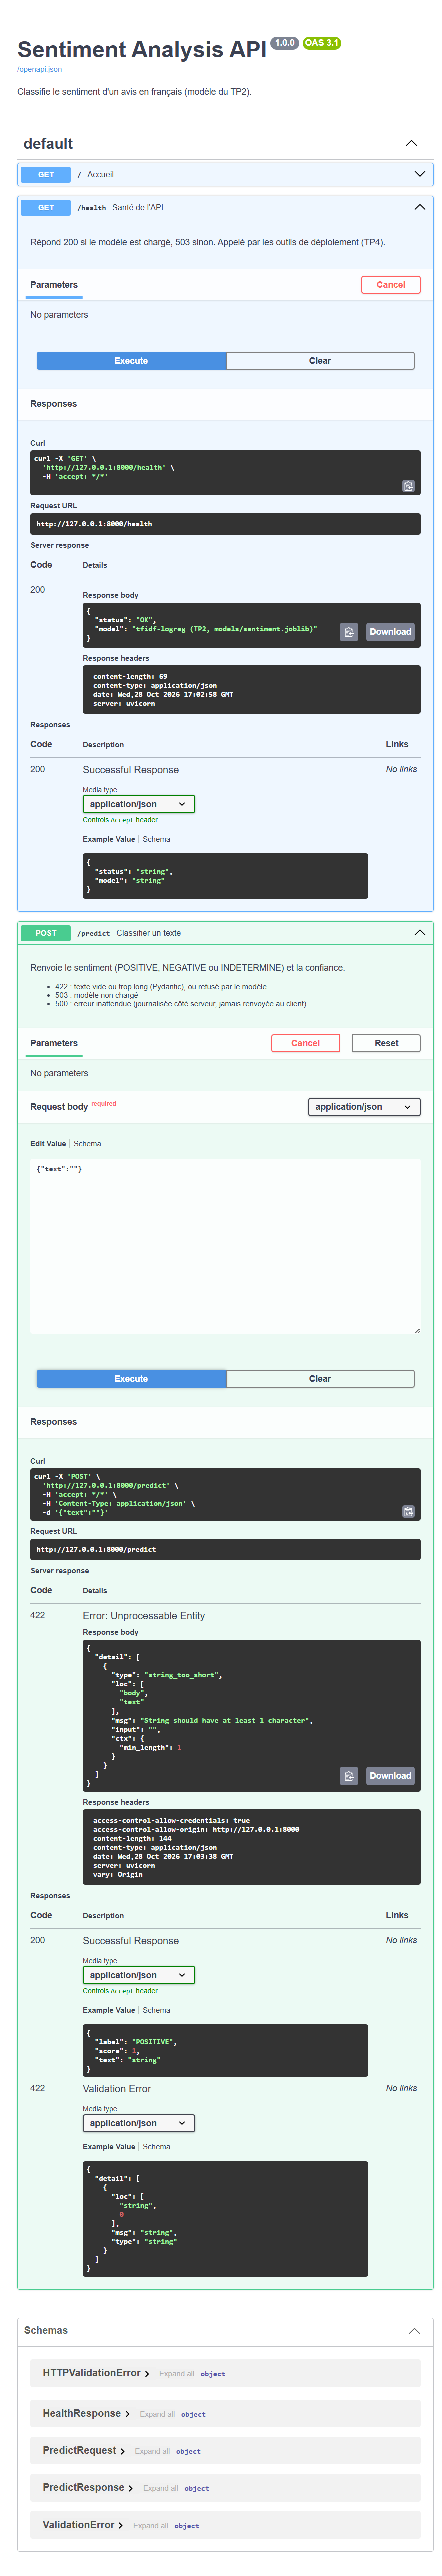 Sentiment Analysis API 1.0.0 OAS 3.1
/openapi.json
Classifie le sentiment d'un avis en français (modèle du TP2).
default
GET / Accueil
GET /health Santé de l'API
Répond 200 si le modèle est chargé, 503 sinon. Appelé par les outils de déploiement (TP4).
Parameters Cancel
No parameters
Execute Clear
Responses
Curl
curl -X 'GET' \
'http://127.0.0.1:8000/health' \
-H 'accept: */*'
Request URL
http://127.0.0.1:8000/health
Server response
Code Details
200
Response body
{
"status": "OK",
"model": "tfidf-logreg (TP2, models/sentiment.joblib)"
}
Download
Response headers
content-length: 69
content-type: application/json
date: Wed,28 Oct 2026 17:02:58 GMT
server: uvicorn
Responses
Code Description Links
200 Successful Response No links
Media type
application/json
Controls Accept header.
Example Value Schema
{
"status": "string",
"model": "string"
}
POST /predict Classifier un texte
Renvoie le sentiment (POSITIVE, NEGATIVE ou INDETERMINE) et la confiance.
• 422 : texte vide ou trop long (Pydantic), ou refusé par le modèle
• 503 : modèle non chargé
• 500 : erreur inattendue (journalisée côté serveur, jamais renvoyée au client)
Parameters Cancel Reset
No parameters
Request body required application/json
Edit Value Schema
{"text":""}
Execute Clear
Responses
Curl
curl -X 'POST' \
'http://127.0.0.1:8000/predict' \
-H 'accept: */*' \
-H 'Content-Type: application/json' \
-d '{"text":""}'
Request URL
http://127.0.0.1:8000/predict
Server response
Code Details
422 Error: Unprocessable Entity
Response body
{
"detail": [
{
"type": "string_too_short",
"loc": [
"body",
"text"
],
"msg": "String should have at least 1 character",
"input": "",
"ctx": {
"min_length": 1
}
}
]
}
Download
Response headers
access-control-allow-credentials: true
access-control-allow-origin: http://127.0.0.1:8000
content-length: 144
content-type: application/json
date: Wed,28 Oct 2026 17:03:38 GMT
server: uvicorn
vary: Origin
Responses
Code Description Links
200 Successful Response No links
Media type
application/json
Controls Accept header.
Example Value Schema
{
"label": "POSITIVE",
"score": 1,
"text": "string"
}
422 Validation Error No links
Media type
application/json
Example Value Schema
{
"detail": [
{
"loc": [
"string",
0
],
"msg": "string",
"type": "string"
}
]
}
Schemas
HTTPValidationError Expand all object
HealthResponse Expand all object
PredictRequest Expand all object
PredictResponse Expand all object
ValidationError Expand all object